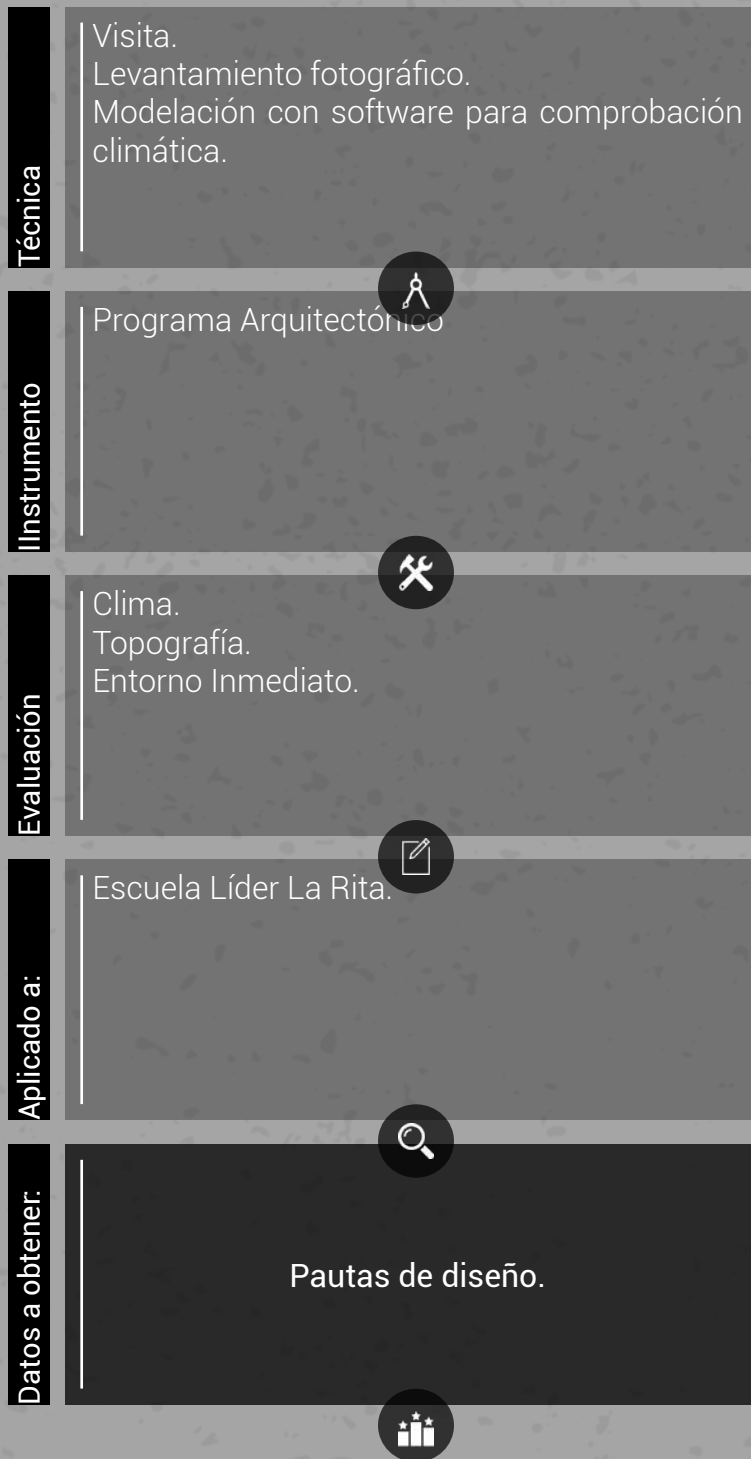 Técnica
Visita.
Levantamiento fotográfico.
Modelación con software para comprobación
climática.
IInstrumento
Programa Arquitectónico
Evaluación
Clima.
Topografía.
Entorno Inmediato.
Aplicado a:
Escuela Líder La Rita.
Datos a obtener:
Pautas de diseño.